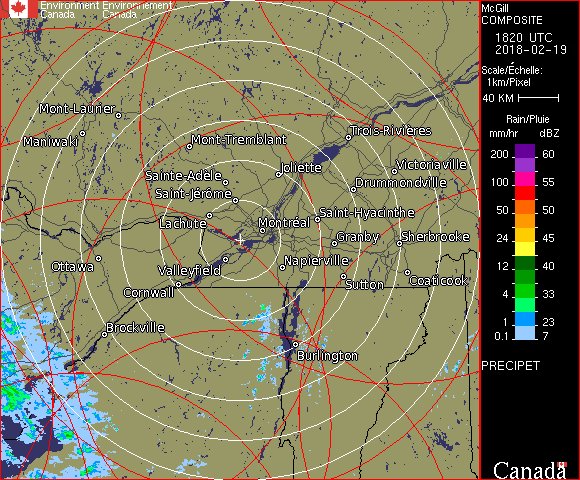 Environment Environnement
Canada Canada
McGill
COMPOSITE
1820 UTC
2018-02-19
Scale/Échelle:
1km/Pixel
40 KM
Rain/Pluie
mm/hr dBZ
200 60
100 55
50 50
24 45
12 40
4 33
1 23
0.1 7
PRECIPET
Canada
Mont-Laurier
Maniwaki
Mont-Tremblant
Trois-Rivières
Sainte-Adèle
Joliette
Victoriaville
Saint-Jérôme
Drummondville
Lachute
Montréal
Saint-Hyacinthe
Granby
Sherbrooke
Ottawa
Valleyfield
Napierville
Cornwall
Sutton
Coaticook
Brockville
Burlington